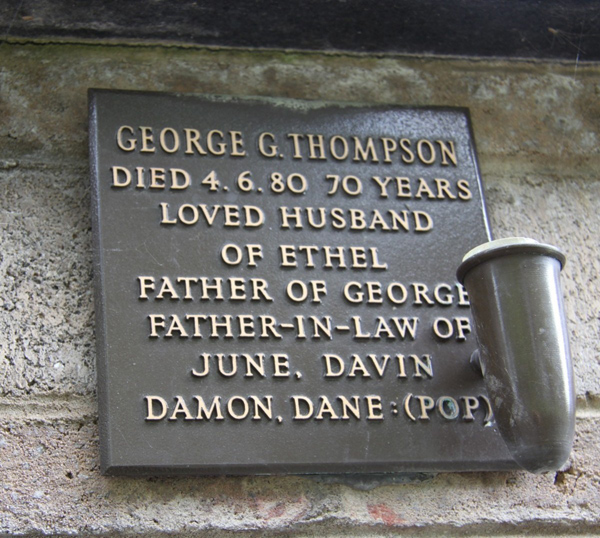 GEORGE G. THOMPSON
DIED 4.6.80 70 YEARS
LOVED HUSBAND
OF ETHEL
FATHER OF GEORGE
FATHER-IN-LAW OF
JUNE. DAVIN
DAMON. DANE : (POP)